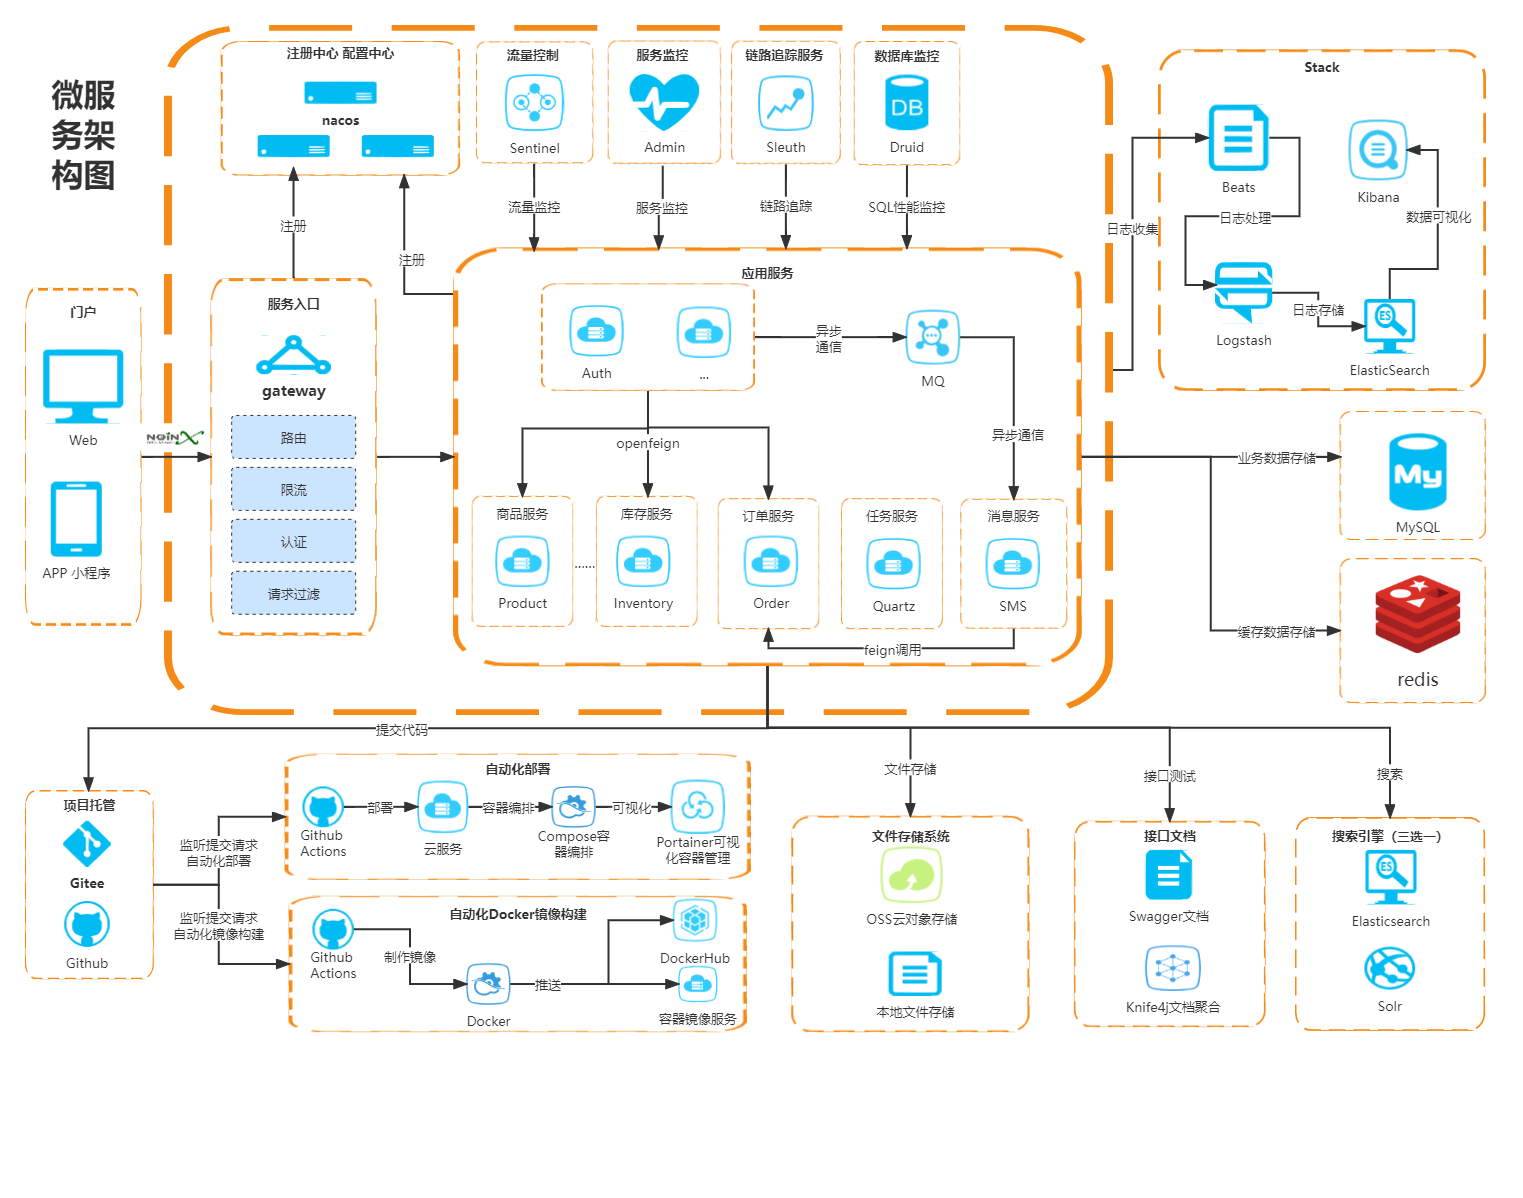 微服
务架
构图
注册中心 配置中心
nacos
流量控制
Sentinel
服务监控
Admin
链路追踪服务
Sleuth
数据库监控
DB
Druid
Stack
Beats
Kibana
日志处理
数据可视化
日志收集
Logstash
日志存储
ES
ElasticSearch
注册
注册
流量监控
服务监控
链路追踪
SQL性能监控
门户
Web
APP 小程序
NGINX
服务入口
gateway
路由
限流
认证
请求过滤
应用服务
Auth
...
异步
通信
MQ
openfeign
异步通信
商品服务
Product
......
库存服务
Inventory
订单服务
Order
任务服务
Quartz
消息服务
SMS
feign调用
业务数据存储
My
MySQL
缓存数据存储
redis
提交代码
文件存储
接口测试
搜索
项目托管
Gitee
Github
监听提交请求
自动化部署
监听提交请求
自动化镜像构建
自动化部署
Github
Actions
部署
云服务
容器编排
Compose容
器编排
可视化
Portainer可视
化容器管理
自动化Docker镜像构建
Github
Actions
制作镜像
Docker
推送
DockerHub
容器镜像服务
文件存储系统
OSS云对象存储
本地文件存储
接口文档
Swagger文档
Knife4j文档聚合
搜索引擎（三选一）
ES
Elasticsearch
Solr